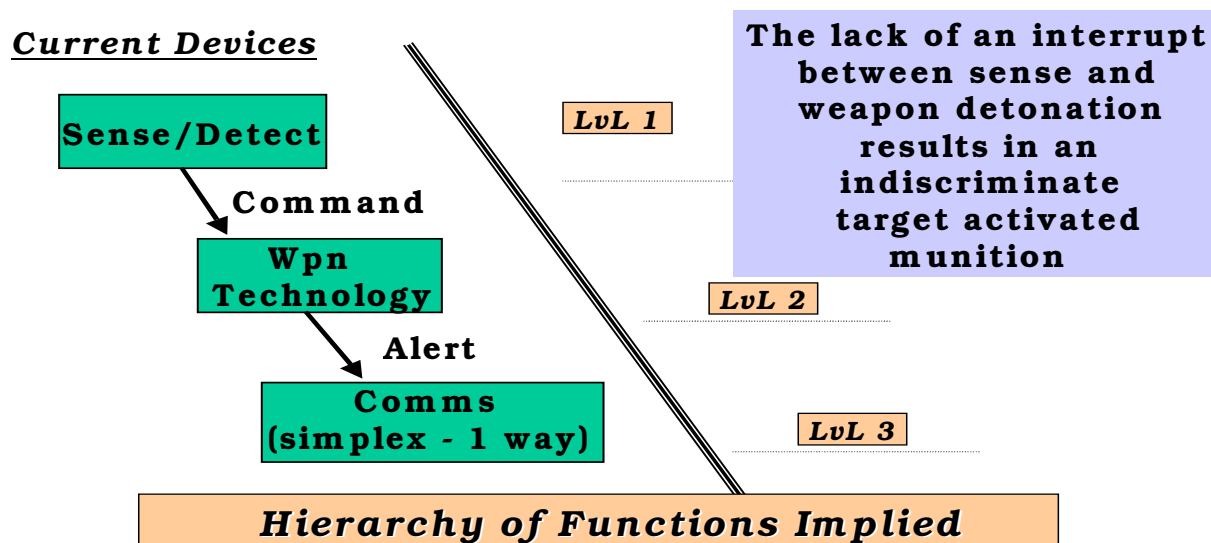 Current Devices
Sense/Detect
Command
Wpn
Technology
Alert
Comms
(simplex - 1 way)
LvL 1
LvL 2
LvL 3
The lack of an interrupt
between sense and
weapon detonation
results in an
indiscriminate
target activated
munition
Hierarchy of Functions Implied